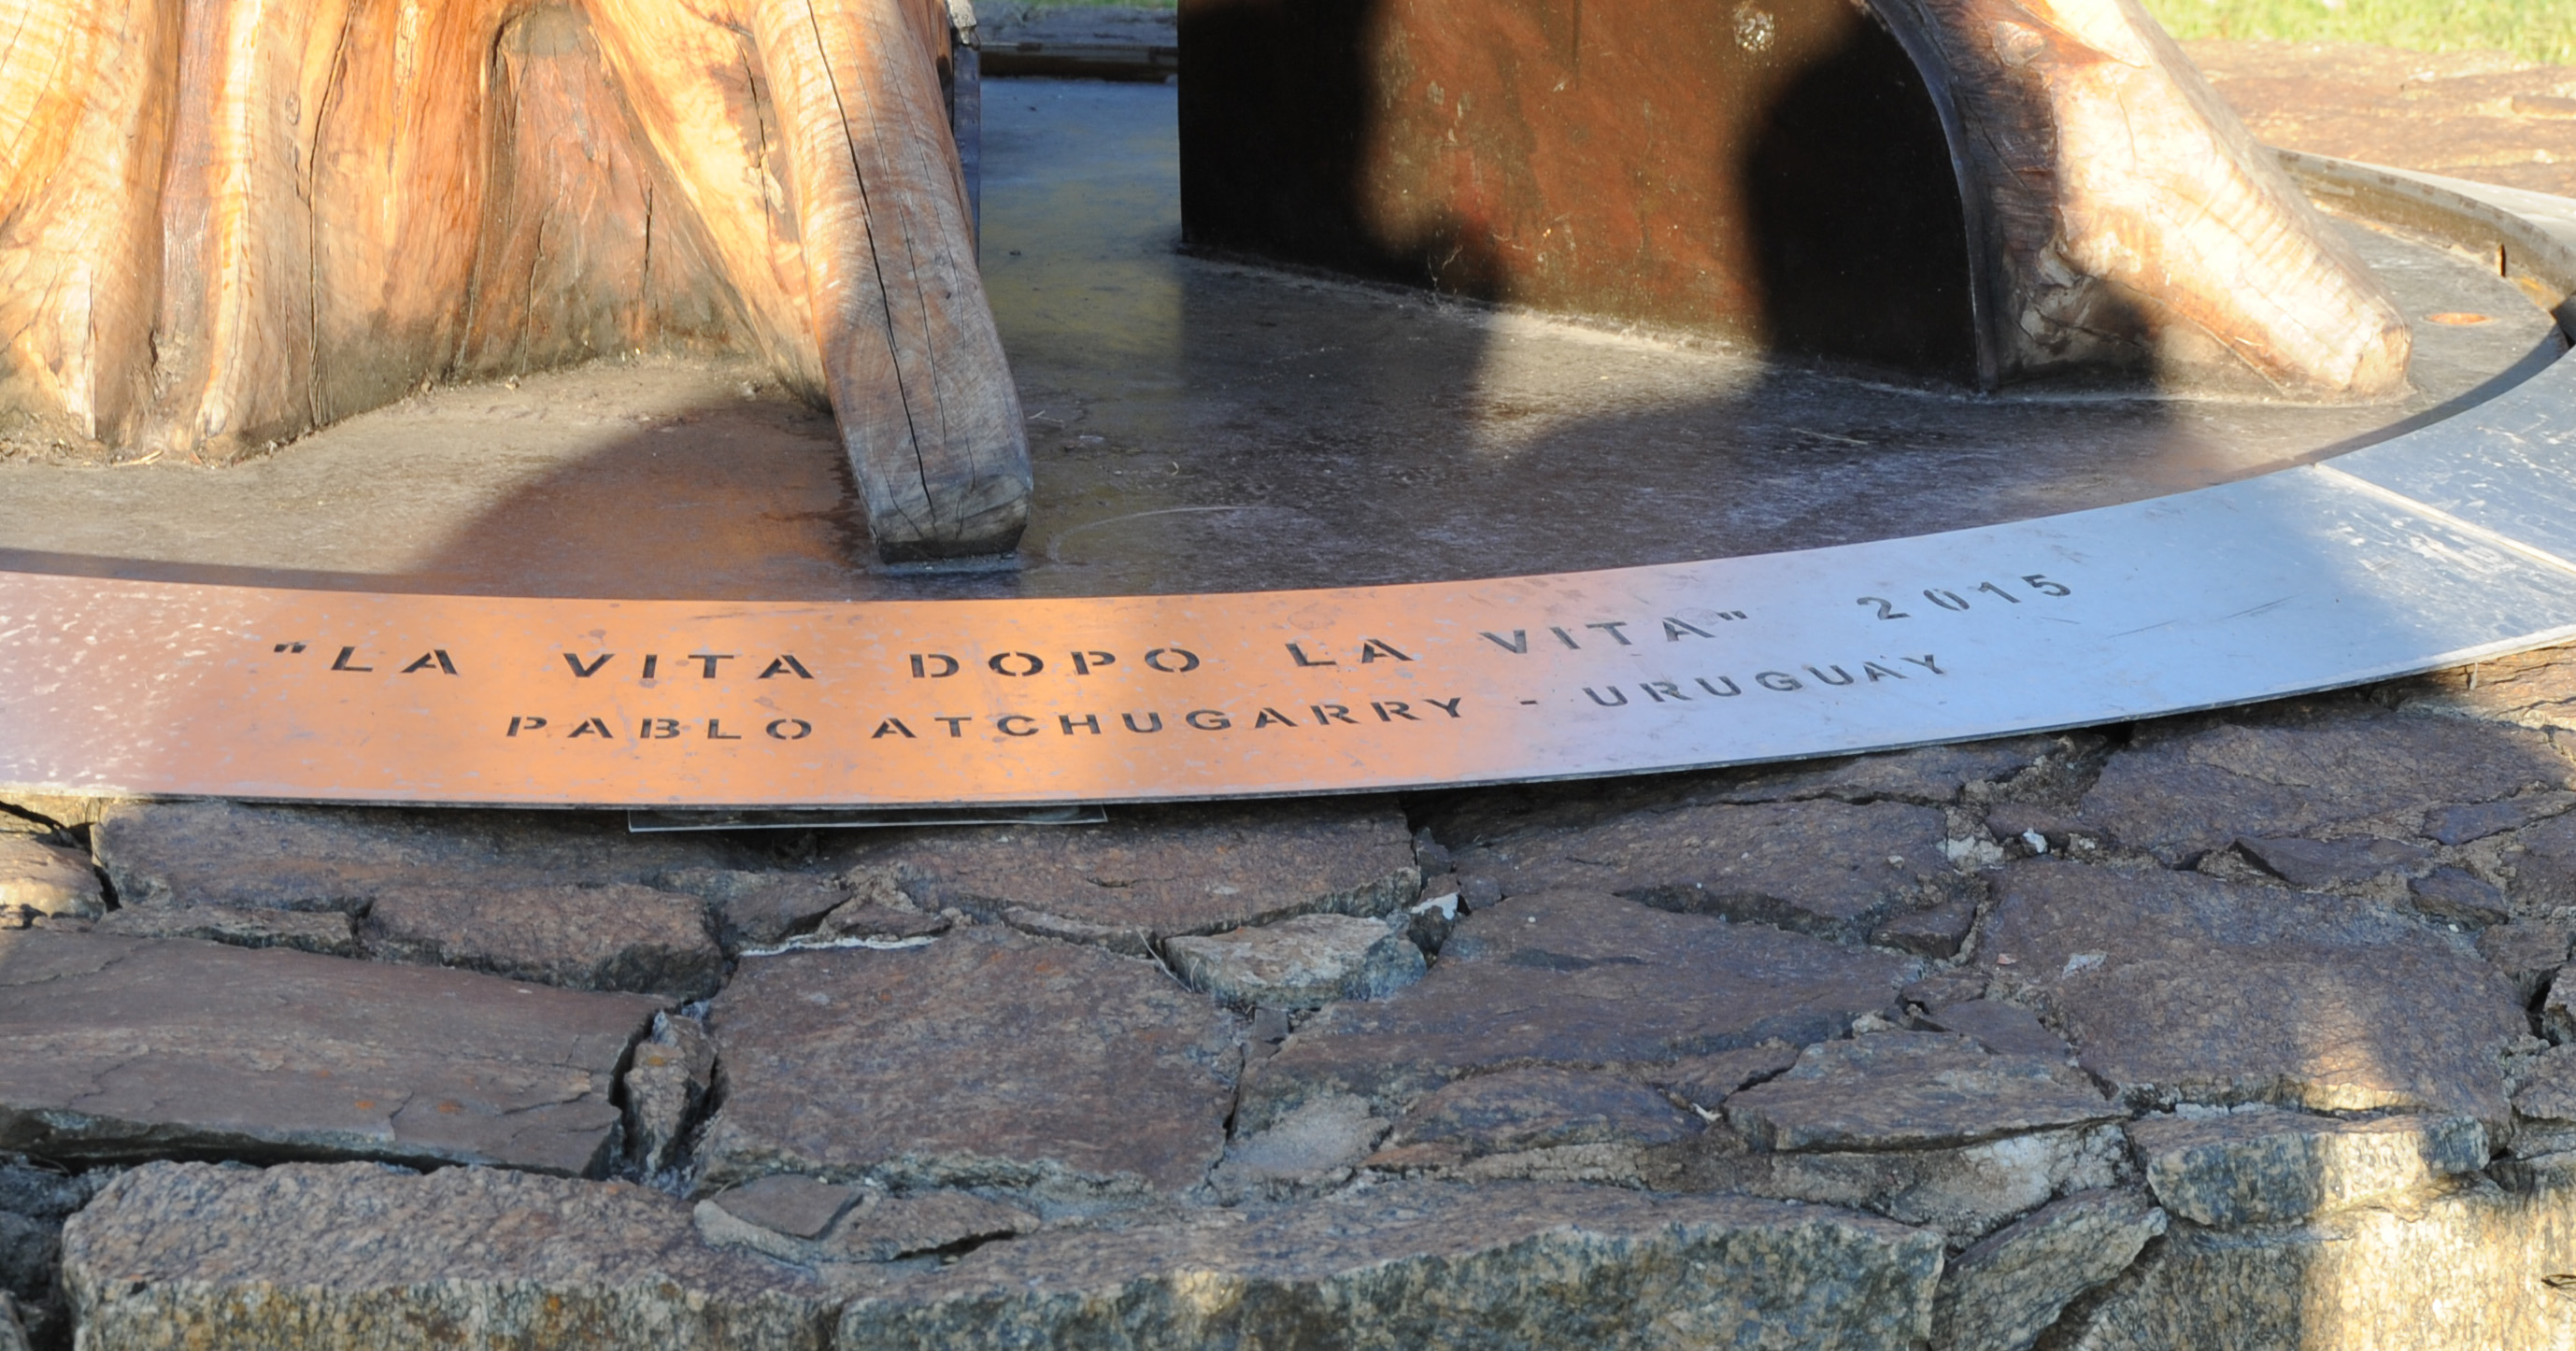 "LA VITA DOPO LA VITA" 2015
PABLO ATCHUGARRY - URUGUAY